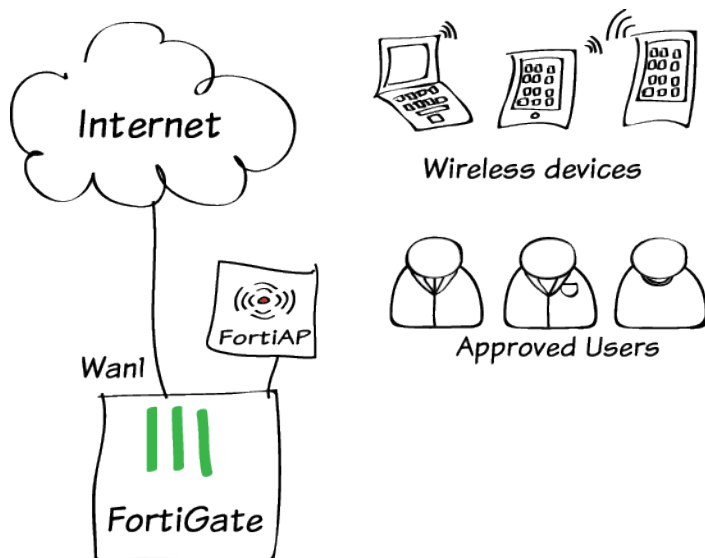 Internet
Wireless devices
FortiAP
Approved Users
Wan1
FortiGate